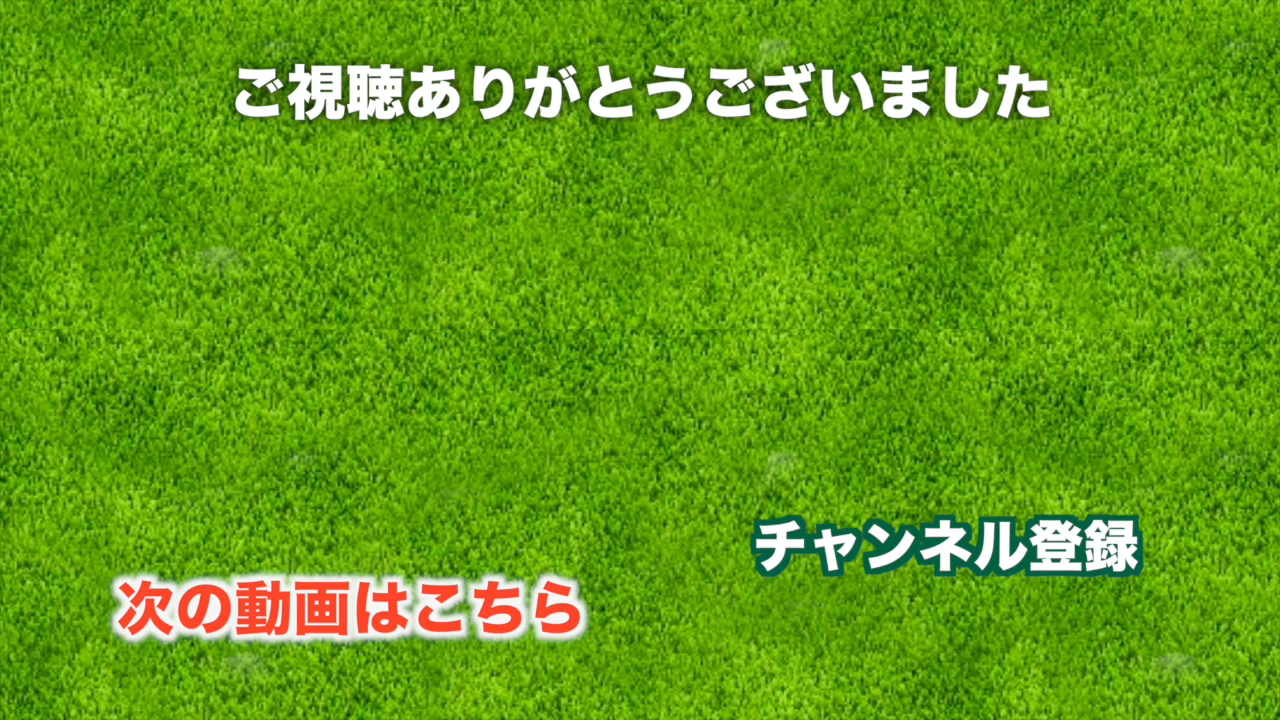 ご視聴ありがとうございました
チャンネル登録
次の動画はこちら